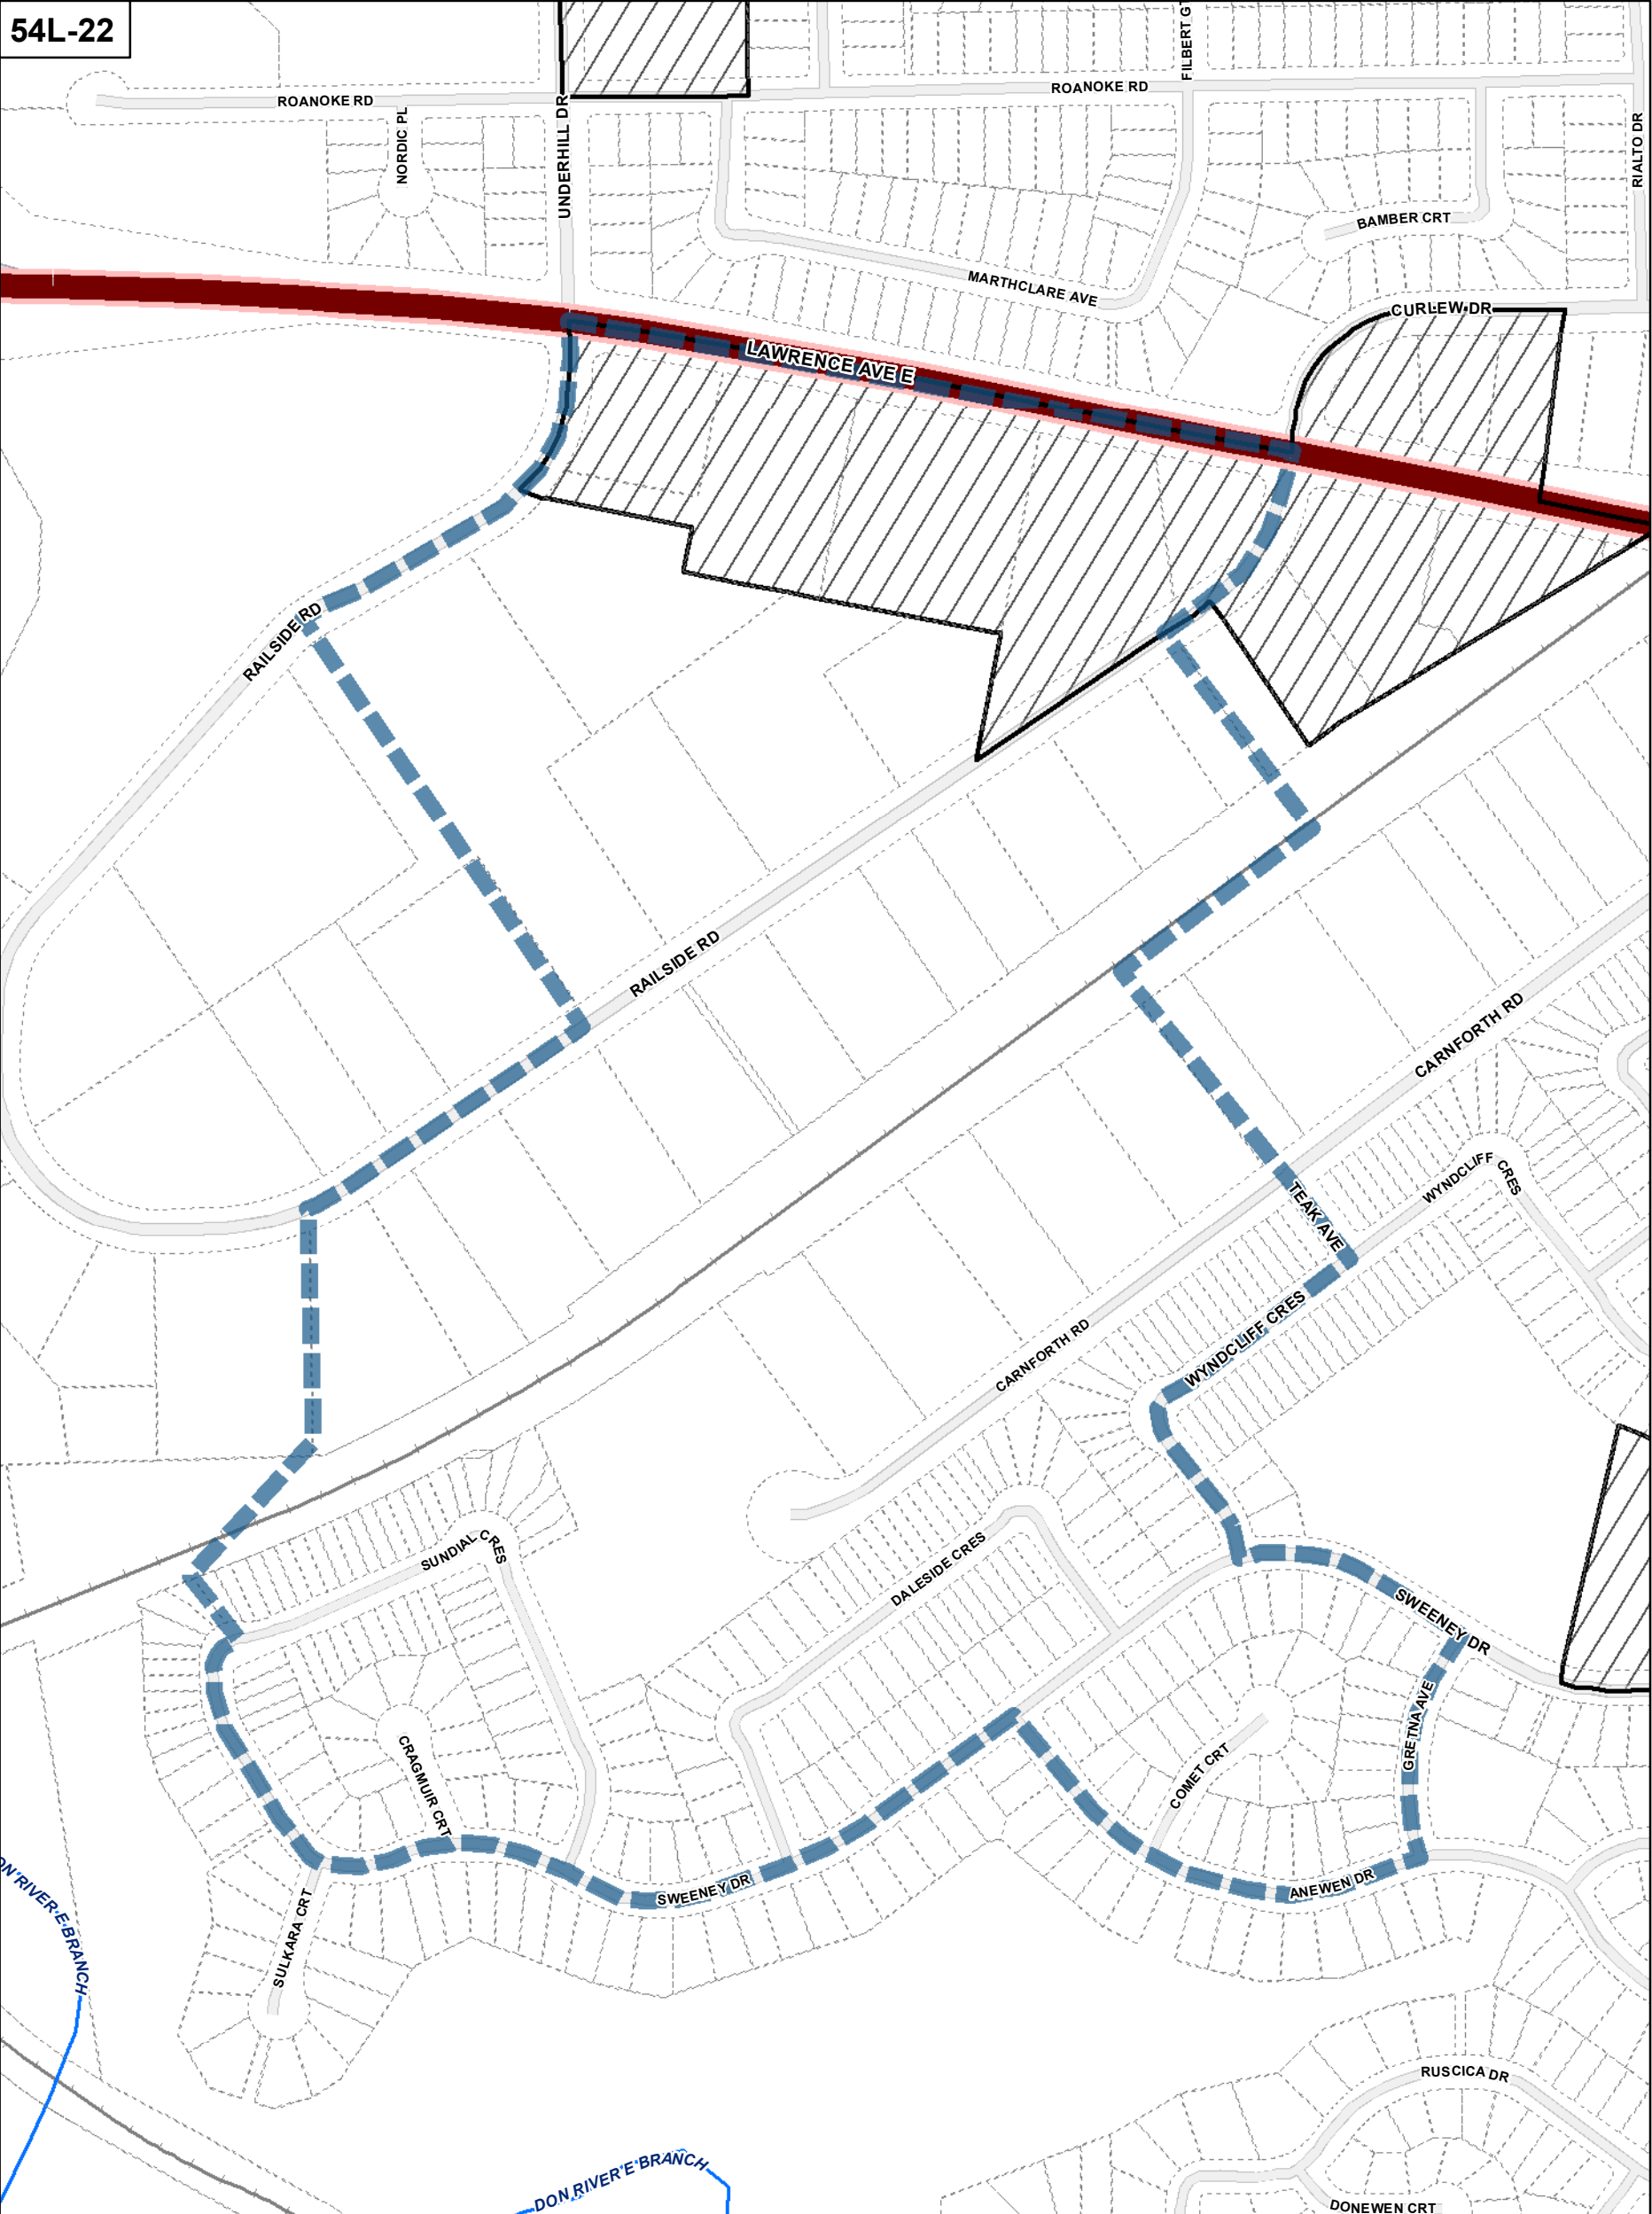 54L-22
FILBERT G
ROANOKE RD
ROANOKE RD
NORDIC PL
UNDERHILL DR
RIALTO DR
BAMBER CRT
MARTHCLARE AVE
CURLEW DR
LAWRENCE AVE E
RAILSIDE RD
RAILSIDE RD
CARNFORTH RD
WYNDCLIFF CRES
TEAK AVE
WYNDCLIFF CRES
CARNFORTH RD
SUNDIAL CRES
DALESIDE CRES
SWEENEY DR
GRETNA AVE
CRAGMUIR CRT
COMET CRT
SWEENEY DR
ANEWEN DR
SULKARA CRT
ON RIVER E BRANCH
RUSCICA DR
DON RIVER E BRANCH
DONEWEN CRT